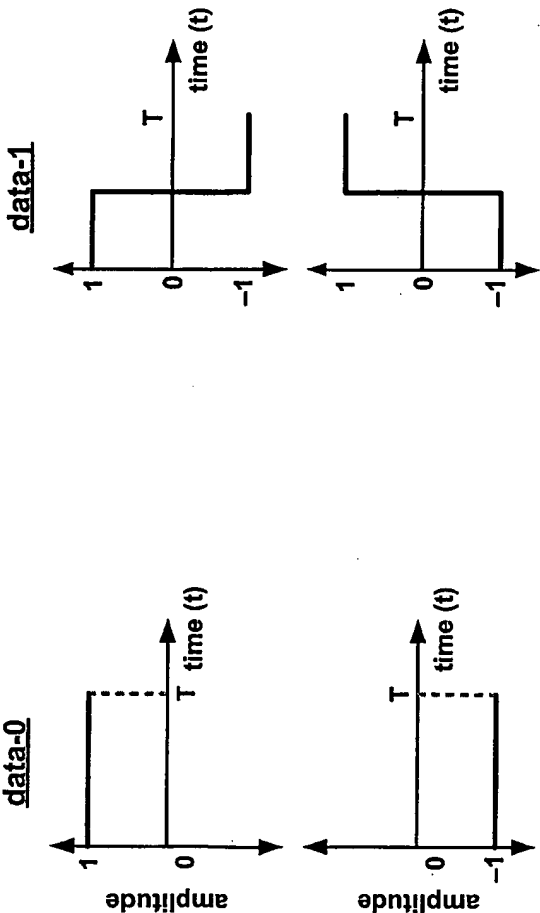 data-0
data-1
amplitude
1
0
T
time (t)
1
0
–1
T
time (t)
amplitude
0
–1
T
time (t)
1
0
–1
T
time (t)